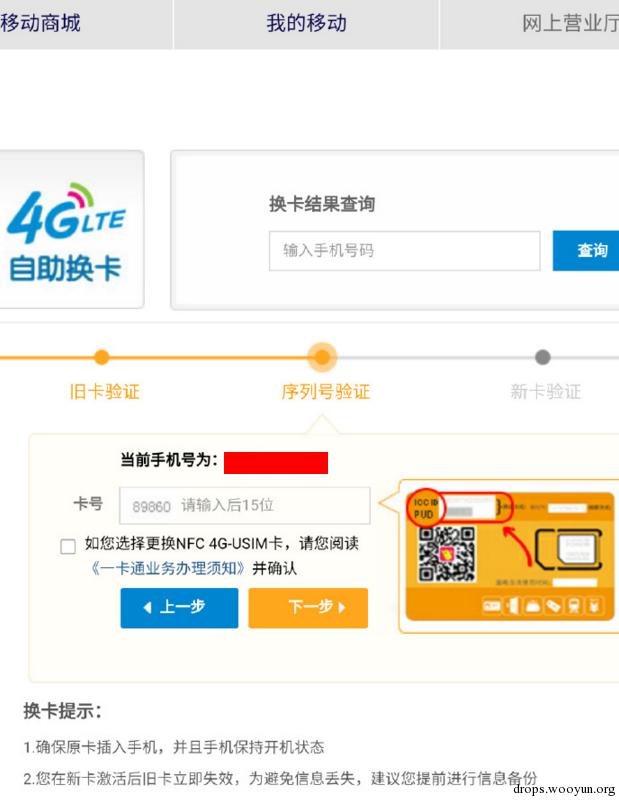 移动商城 我的移动 网上营业厅
4G LTE
自助换卡
换卡结果查询
输入手机号码 查询
旧卡验证 序列号验证 新卡验证
当前手机号为：
卡号 89860 请输入后15位
ICCID
PUD
如您选择更换NFC 4G-USIM卡，请您阅读
《一卡通业务办理须知》并确认
上一步 下一步
换卡提示：
1.确保原卡插入手机，并且手机保持开机状态
2.您在新卡激活后旧卡立即失效，为避免信息丢失，建议您提前进行信息备份
drops.wooyun.org